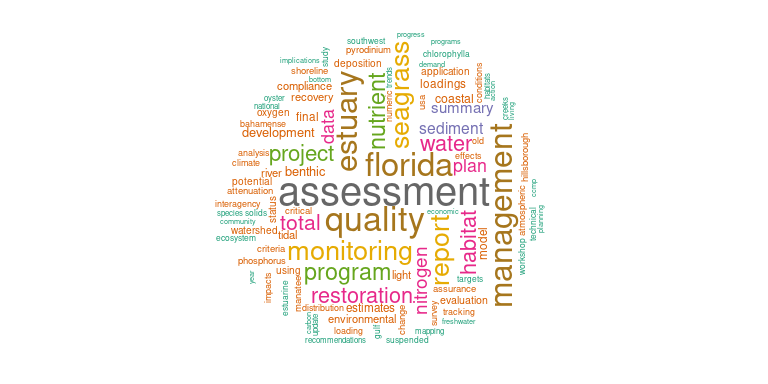 progress
southwest
programs
pyrodinium
implications
study
chlorophylla
deposition
demand
shoreline
trends
application
conditions
habitats
action
bottom
compliance
loadings
seagrass
estuary
nutrient
numeric
oyster
recovery
usa
coastal
national
summary
creeks
living
oxygen
final
data
bahamense
sediment
development
water
old
management
hillsborough
analysis
project
effects
climate
florida
plan
river
benthic
potential
assessment
attenuation
ccmp
interagency
status
critical
economic
atmospheric
planning
species
solids
total
quality
habitat
technical
community
watershed
tidal
report
model
ecosystem
workshop
criteria
monitoring
phosphorus
nitrogen
year
using
program
light
targets
impacts
estuarine
manatee
restoration
assurance
evaluation
distribution
estimates
change
survey
tracking
carbon
update
environmental
freshwater
loading
gulf
mapping
recommendations
suspended